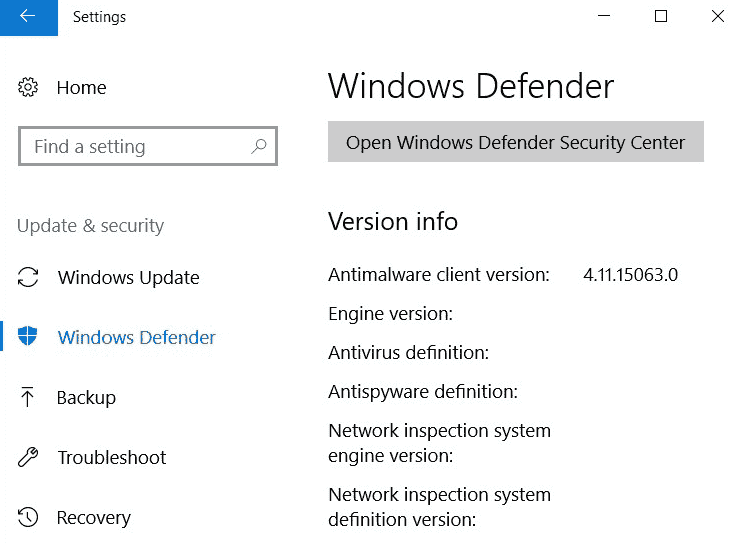 Settings
Home
Find a setting
Update & security
Windows Update
Windows Defender
Backup
Troubleshoot
Recovery
Windows Defender
Open Windows Defender Security Center
Version info
Antimalware client version: 4.11.15063.0
Engine version:
Antivirus definition:
Antispyware definition:
Network inspection system
engine version:
Network inspection system
definition version: